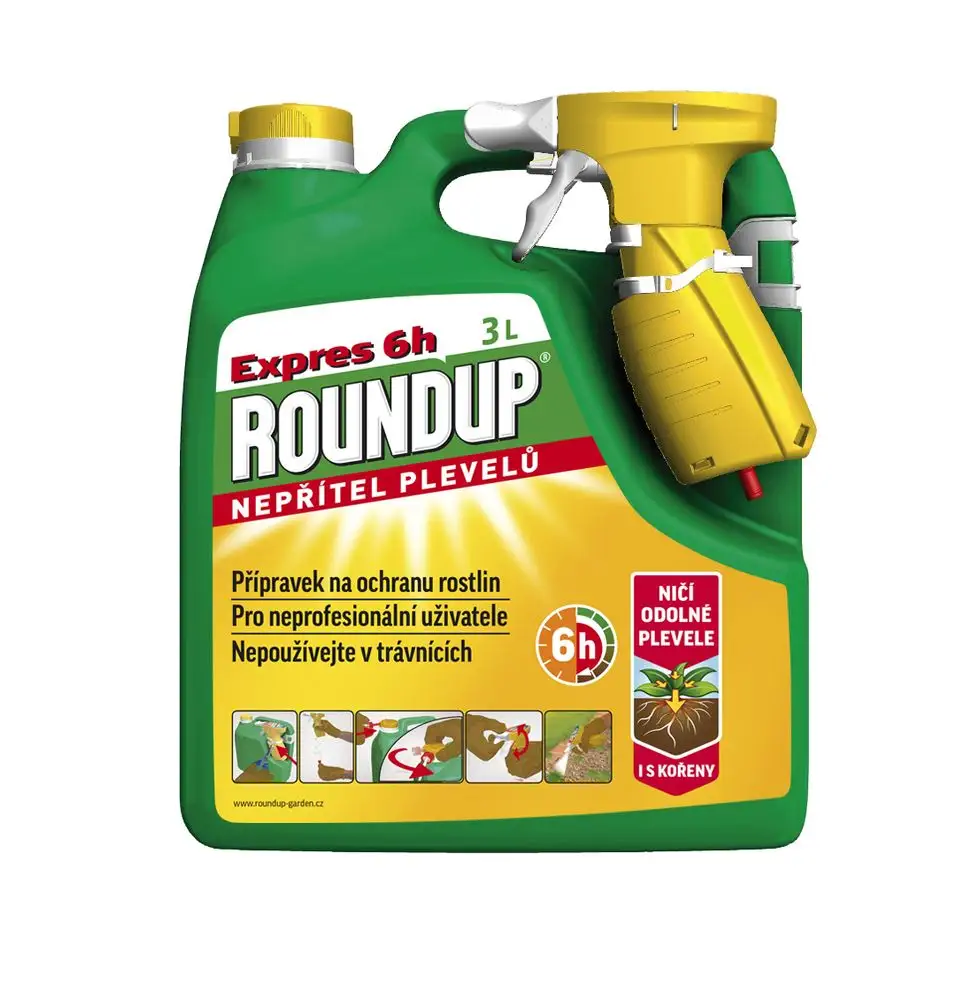 Expres 6h
3 L
ROUNDUP®
NEPŘÍTEL PLEVELŮ
Přípravek na ochranu rostlin
Pro neprofesionální uživatele
Nepoužívejte v trávnících
6h
NIČÍ
ODOLNÉ
PLEVELE
I S KOŘENY
www.roundup-garden.cz